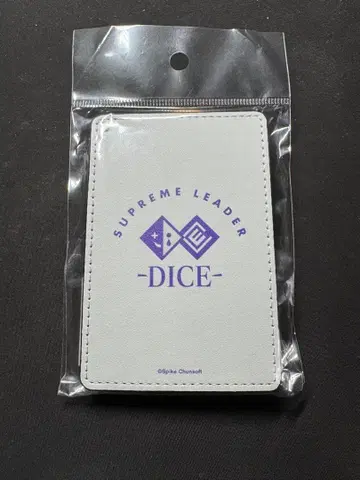 SUPREME LEADER
-DICE-
©Spike Chunsoft